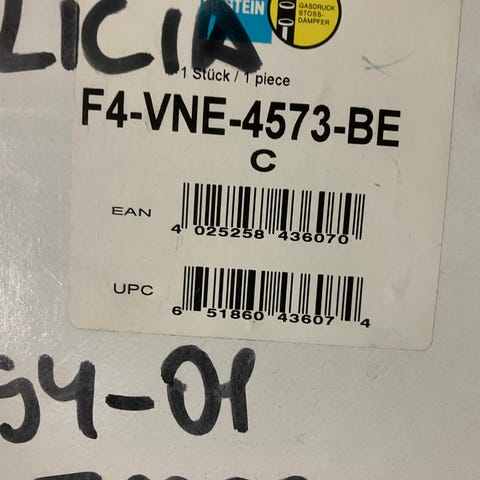 GASDRUCK
STOSS-
DÄMPFER
LICIA
1 Stück / 1 piece
F4-VNE-4573-BE
C
EAN
4 025258 436070
UPC
6 51860 43607 4
54-01